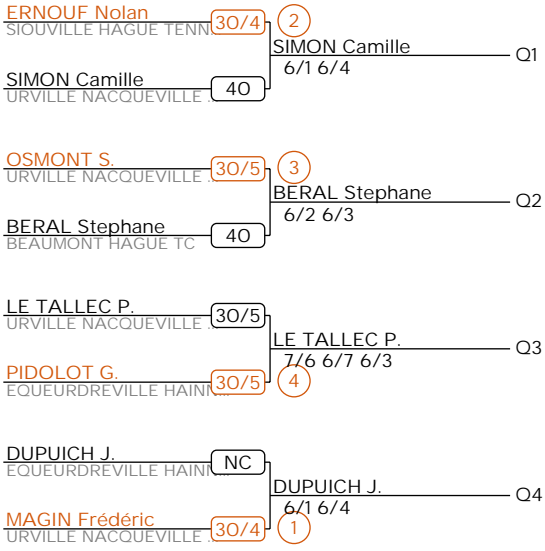 ERNOUF Nolan
SIOUVILLE HAGUE TENN...
30/4
2
SIMON Camille
6/1 6/4
Q1
SIMON Camille
URVILLE NACQUEVILLE ...
40
OSMONT S.
URVILLE NACQUEVILLE ...
30/5
3
BERAL Stephane
6/2 6/3
Q2
BERAL Stephane
BEAUMONT HAGUE TC
40
LE TALLEC P.
URVILLE NACQUEVILLE ...
30/5
LE TALLEC P.
7/6 6/7 6/3
Q3
PIDOLOT G.
EQUEURDREVILLE HAINN...
30/5
4
DUPUICH J.
EQUEURDREVILLE HAINN...
NC
DUPUICH J.
6/1 6/4
Q4
MAGIN Frédéric
URVILLE NACQUEVILLE ...
30/4
1